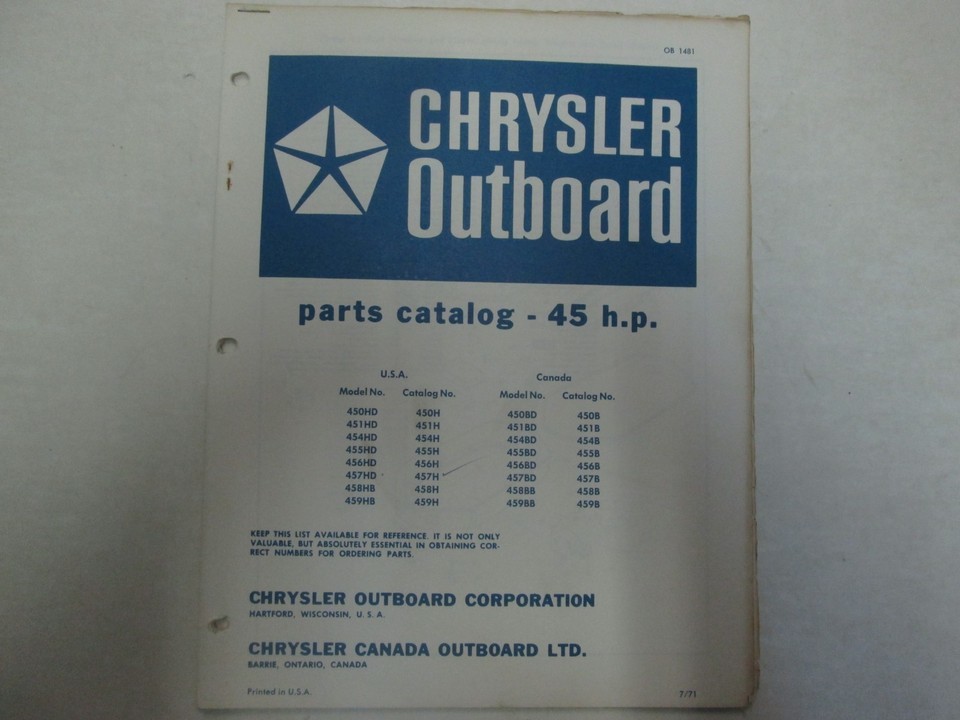 OB 1481
CHRYSLER
Outboard
parts catalog - 45 h.p.
U.S.A. Canada
Model No. Catalog No. Model No. Catalog No.
450HD 450H 450BD 450B
451HD 451H 451BD 451B
454HD 454H 454BD 454B
455HD 455H 455BD 455B
456HD 456H 456BD 456B
457HD 457H 457BD 457B
458HB 458H 458BB 458B
459HB 459H 459BB 459B
KEEP THIS LIST AVAILABLE FOR REFERENCE. IT IS NOT ONLY
VALUABLE, BUT ABSOLUTELY ESSENTIAL IN OBTAINING COR-
RECT NUMBERS FOR ORDERING PARTS.
CHRYSLER OUTBOARD CORPORATION
HARTFORD, WISCONSIN, U. S. A.
CHRYSLER CANADA OUTBOARD LTD.
BARRIE, ONTARIO, CANADA
Printed in U.S.A. 7/71